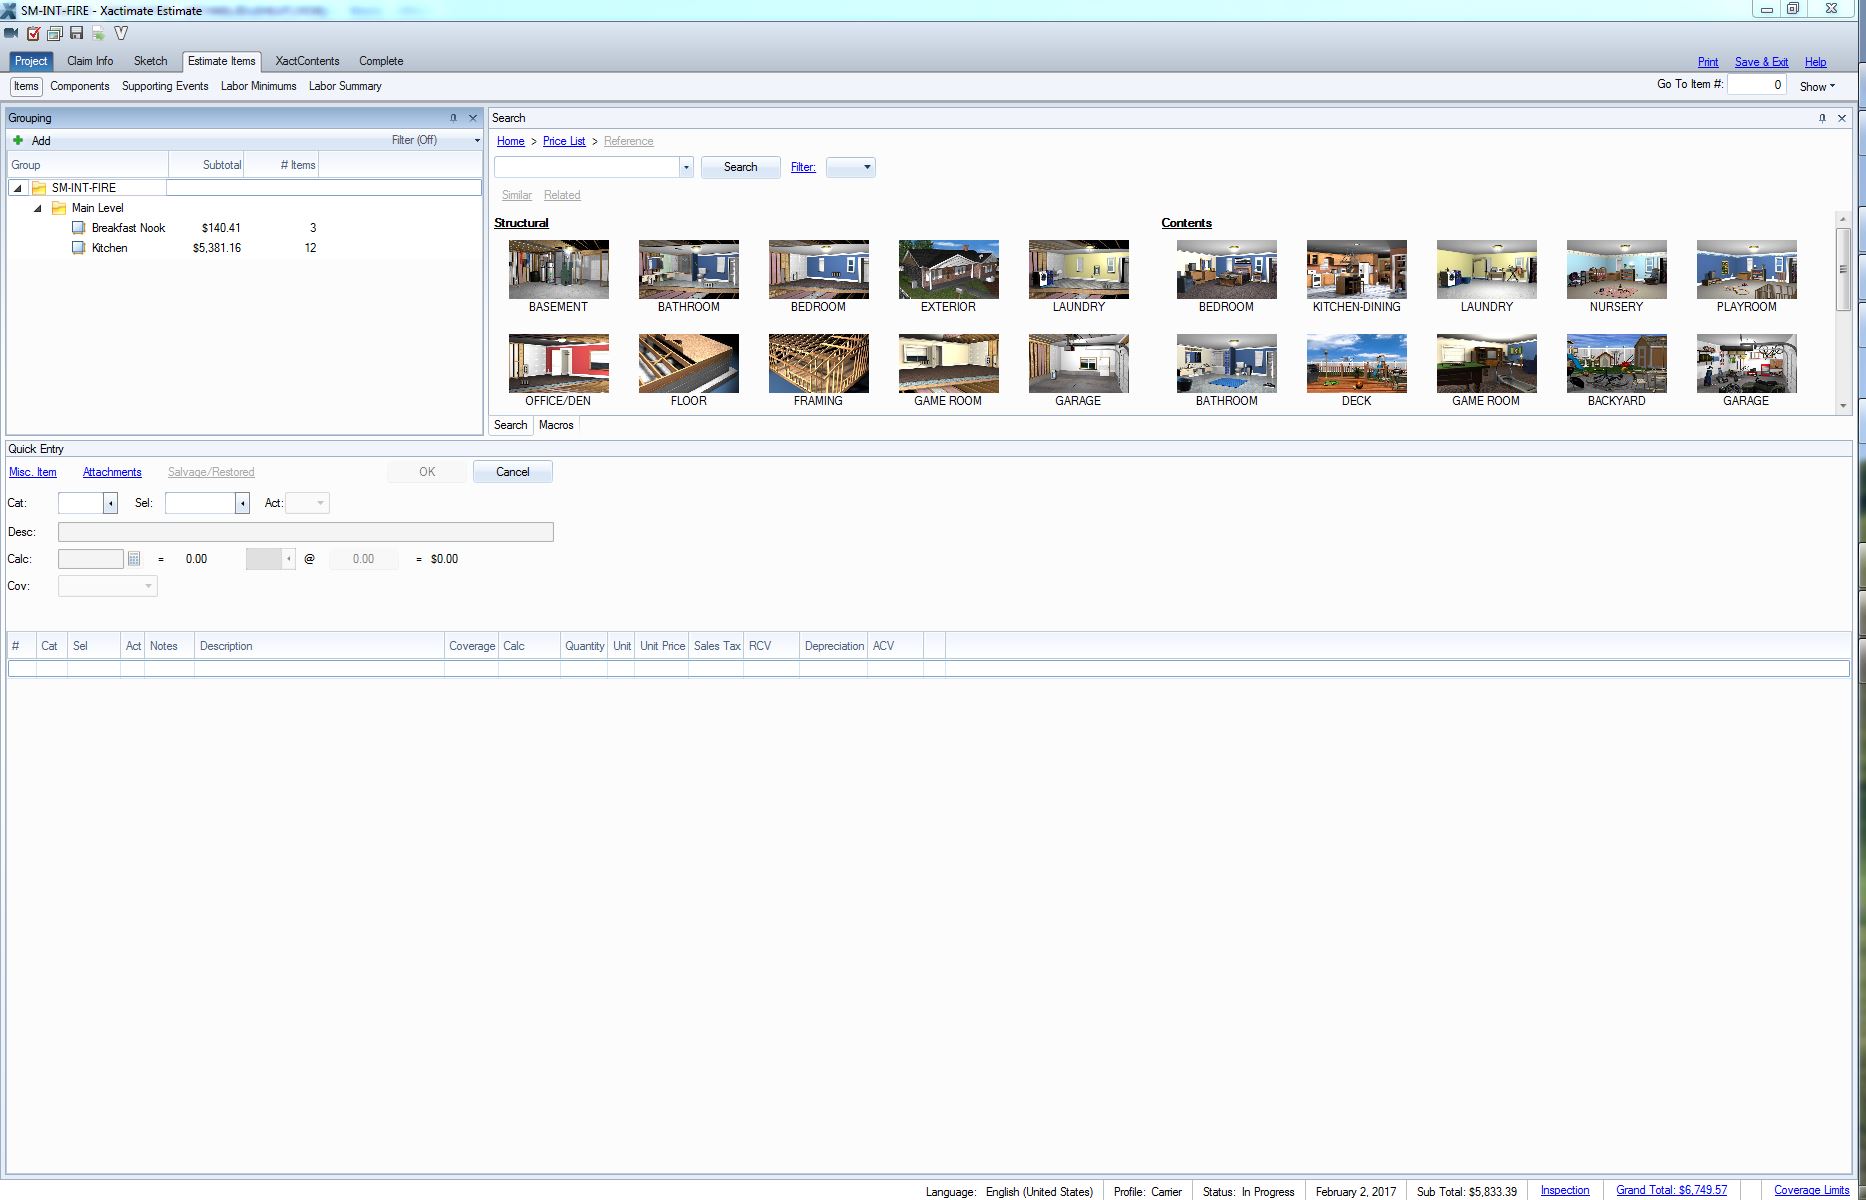 SM-INT-FIRE - Xactimate Estimate
Project Claim Info Sketch Estimate Items XactContents Complete
Print Save & Exit Help
Items Components Supporting Events Labor Minimums Labor Summary
Go To Item #: 0 Show
Grouping
Add Filter (Off)
Group Subtotal # Items
SM-INT-FIRE
Main Level
Breakfast Nook $140.41 3
Kitchen $5,381.16 12
Search
Home > Price List > Reference
Search Filter:
Similar Related
Structural
BASEMENT BATHROOM BEDROOM EXTERIOR LAUNDRY
OFFICE/DEN FLOOR FRAMING GAME ROOM GARAGE
Contents
BEDROOM KITCHEN-DINING LAUNDRY NURSERY PLAYROOM
BATHROOM DECK GAME ROOM BACKYARD GARAGE
Search Macros
Quick Entry
Misc. Item Attachments Salvage/Restored OK Cancel
Cat: Sel: Act:
Desc:
Calc: = 0.00 @ 0.00 = $0.00
Cov:
# Cat Sel Act Notes Description Coverage Calc Quantity Unit Unit Price Sales Tax RCV Depreciation ACV
Language: English (United States) Profile: Carrier Status: In Progress February 2, 2017 Sub Total: $5,833.39 Inspection Grand Total: $6,749.57 Coverage Limits